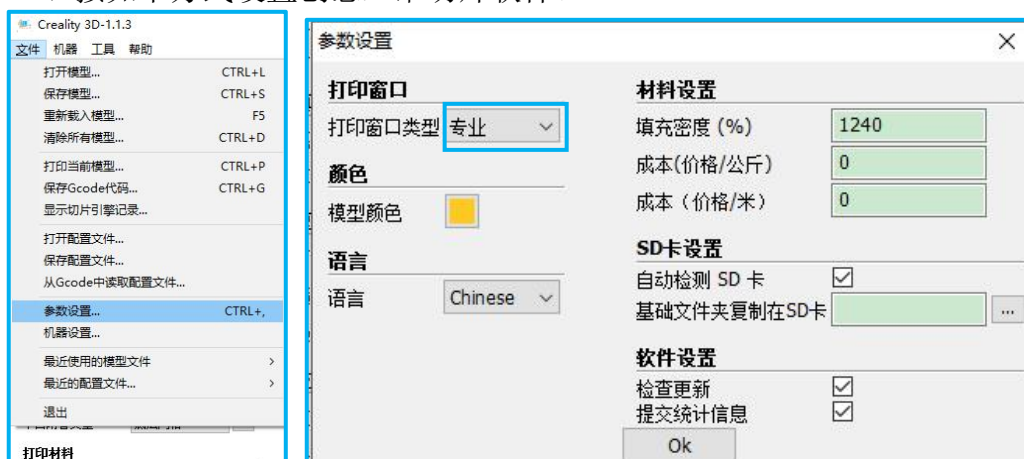 Creality 3D-1.1.3
文件 机器 工具 帮助
打开模型... CTRL+L
保存模型... CTRL+S
重新载入模型... F5
清除所有模型... CTRL+D
打印当前模型... CTRL+P
保存Gcode代码... CTRL+G
显示切片引擎记录...
打开配置文件...
保存配置文件...
从Gcode中读取配置文件...
参数设置... CTRL+,
机器设置...
最近使用的模型文件 >
最近的配置文件... >
退出
打印材料
参数设置
打印窗口
打印窗口类型 专业
颜色
模型颜色
语言
语言 Chinese
材料设置
填充密度 (%) 1240
成本(价格/公斤) 0
成本（价格/米） 0
SD卡设置
自动检测 SD 卡
基础文件夹复制在SD卡 ...
软件设置
检查更新
提交统计信息
Ok